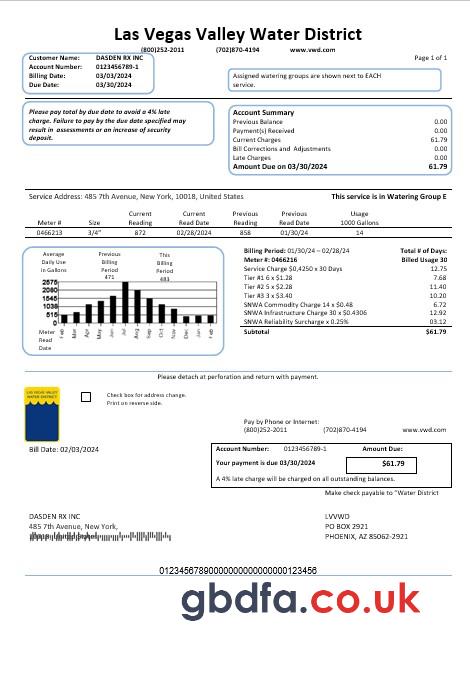 Las Vegas Valley Water District
(800)252-2011 (702)870-4194 www.vwd.com
Page 1 of 1
Customer Name: DASDEN RX INC
Account Number: 0123456789-1
Billing Date: 03/03/2024
Due Date: 03/30/2024
Assigned watering groups are shown next to EACH
service.
Please pay total by due date to avoid a 4% late
charge. Failure to pay by the due date specified may
result in assessments or an increase of security
deposit.
Account Summary
Previous Balance 0.00
Payment(s) Received 0.00
Current Charges 61.79
Bill Corrections and Adjustments 0.00
Late Charges 0.00
Amount Due on 03/30/2024 61.79
Service Address: 485 7th Avenue, New York, 10018, United States This service is in Watering Group E
Meter # Size Current Reading Current Read Date Previous Reading Previous Read Date Usage 1000 Gallons
0466213 3/4" 872 02/28/2024 858 01/30/24 14
Average Daily Use in Gallons
Previous Billing Period 471
This Billing Period 483
2575
2060
1545
1038
515
0
Feb Mar Apr May Jun Jul Aug Sep Oct Nov Dec Jan Feb
Meter Read Date
Billing Period: 01/30/24 – 02/28/24 Total # of Days:
Meter #: 0466216 Billed Usage 30
Service Charge $0,4250 x 30 Days 12.75
Tier #1 6 x $1.28 7.68
Tier #2 5 x $2.28 11.40
Tier #3 3 x $3.40 10.20
SNWA Commodity Charge 14 x $0.48 6.72
SNWA Infrastructure Charge 30 x $0.4306 12.92
SNWA Reliability Surcharge x 0.25% 03.12
Subtotal $61.79
Please detach at perforation and return with payment.
LAS VEGAS VALLEY
WATER DISTRICT
Check box for address change.
Print on reverse side.
Pay by Phone or Internet:
(800)252-2011 (702)870-4194 www.vwd.com
Bill Date: 02/03/2024
Account Number: 0123456789-1 Amount Due:
Your payment is due 03/30/2024 $61.79
A 4% late charge will be charged on all outstanding balances.
Make check payable to "Water District
DASDEN RX INC
485 7th Avenue, New York,
LVVWD
PO BOX 2921
PHOENIX, AZ 85062-2921
gbdfa.co.uk